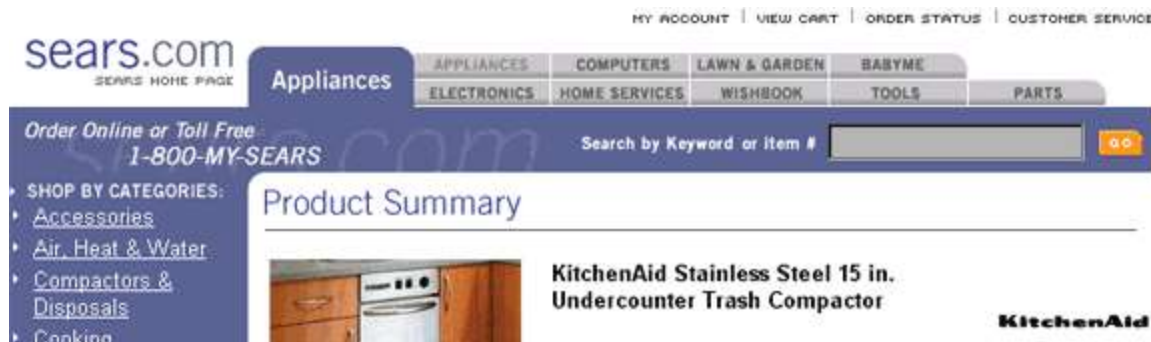 MY ACCOUNT | VIEW CART | ORDER STATUS | CUSTOMER SERVICE
sears.com
SEARS HOME PAGE
Appliances
APPLIANCES COMPUTERS LAWN & GARDEN BABYME
ELECTRONICS HOME SERVICES WISHBOOK TOOLS PARTS
Order Online or Toll Free
1-800-MY-SEARS
Search by Keyword or item #
GO
SHOP BY CATEGORIES:
Accessories
Air, Heat & Water
Compactors &
Disposals
Cooking
Product Summary
KitchenAid Stainless Steel 15 in.
Undercounter Trash Compactor
KitchenAid